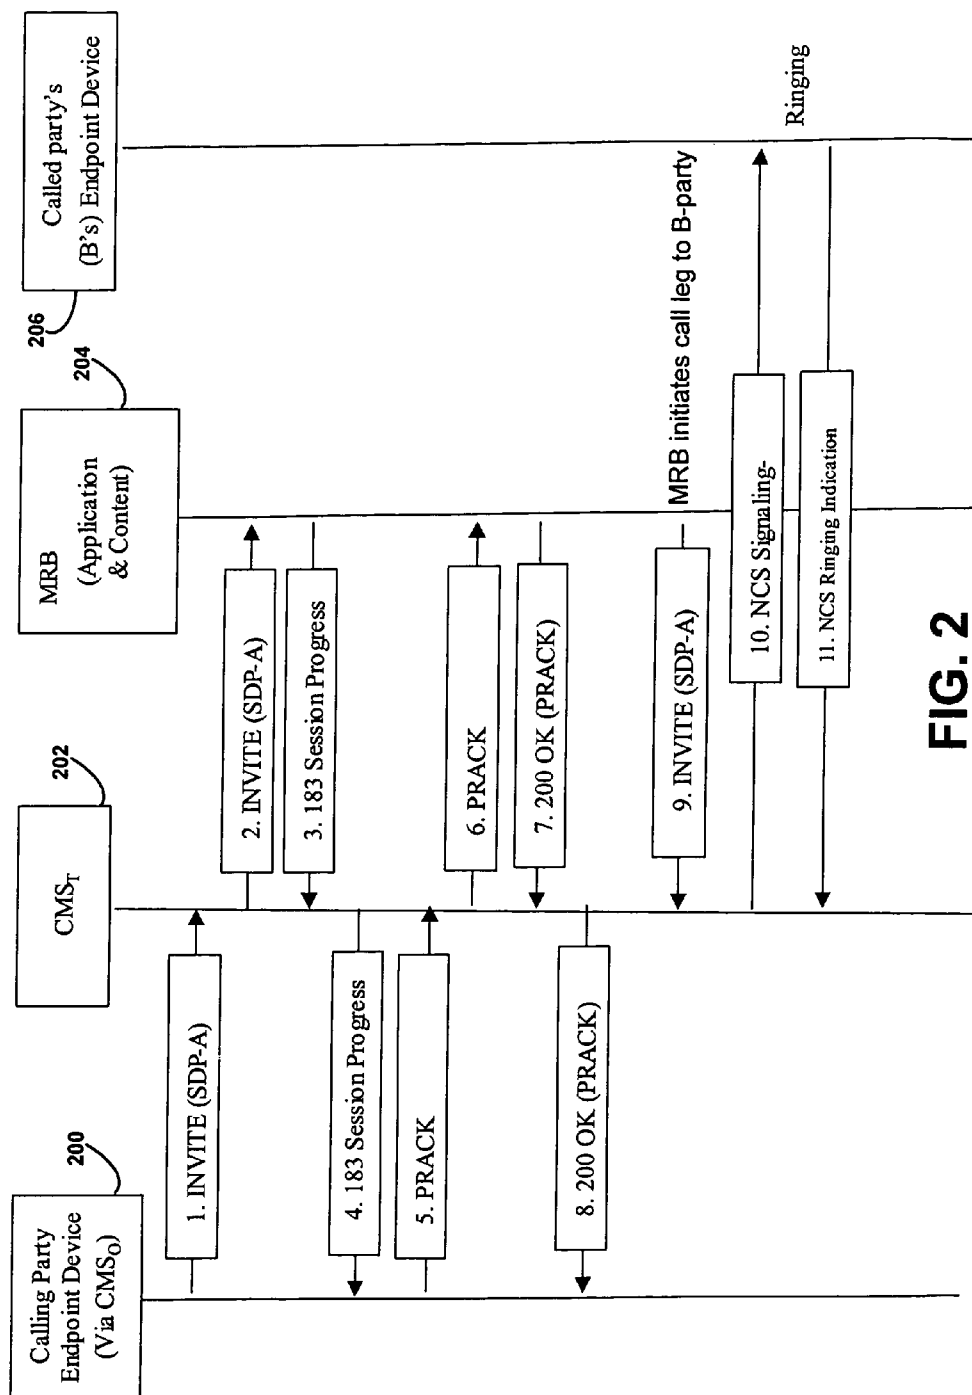 Calling Party
Endpoint Device
(Via CMSO)
200
CMST
202
MRB
(Application
& Content)
204
Called party's
(B's) Endpoint Device
206
1. INVITE (SDP-A)
2. INVITE (SDP-A)
3. 183 Session Progress
4. 183 Session Progress
5. PRACK
6. PRACK
7. 200 OK (PRACK)
8. 200 OK (PRACK)
9. INVITE (SDP-A)
MRB initiates call leg to B-party
10. NCS Signaling-
Ringing
11. NCS Ringing Indication
FIG. 2